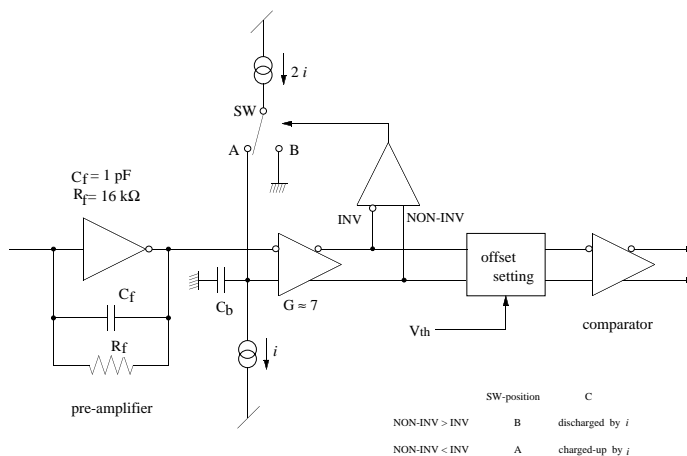 2 i
SW
A
B
Cf = 1 pF
Rf = 16 kΩ
INV
NON-INV
offset
setting
Cb
G ≈ 7
Cf
Vth
comparator
Rf
i
pre-amplifier
SW-position C
NON-INV > INV B discharged by i
NON-INV < INV A charged-up by i